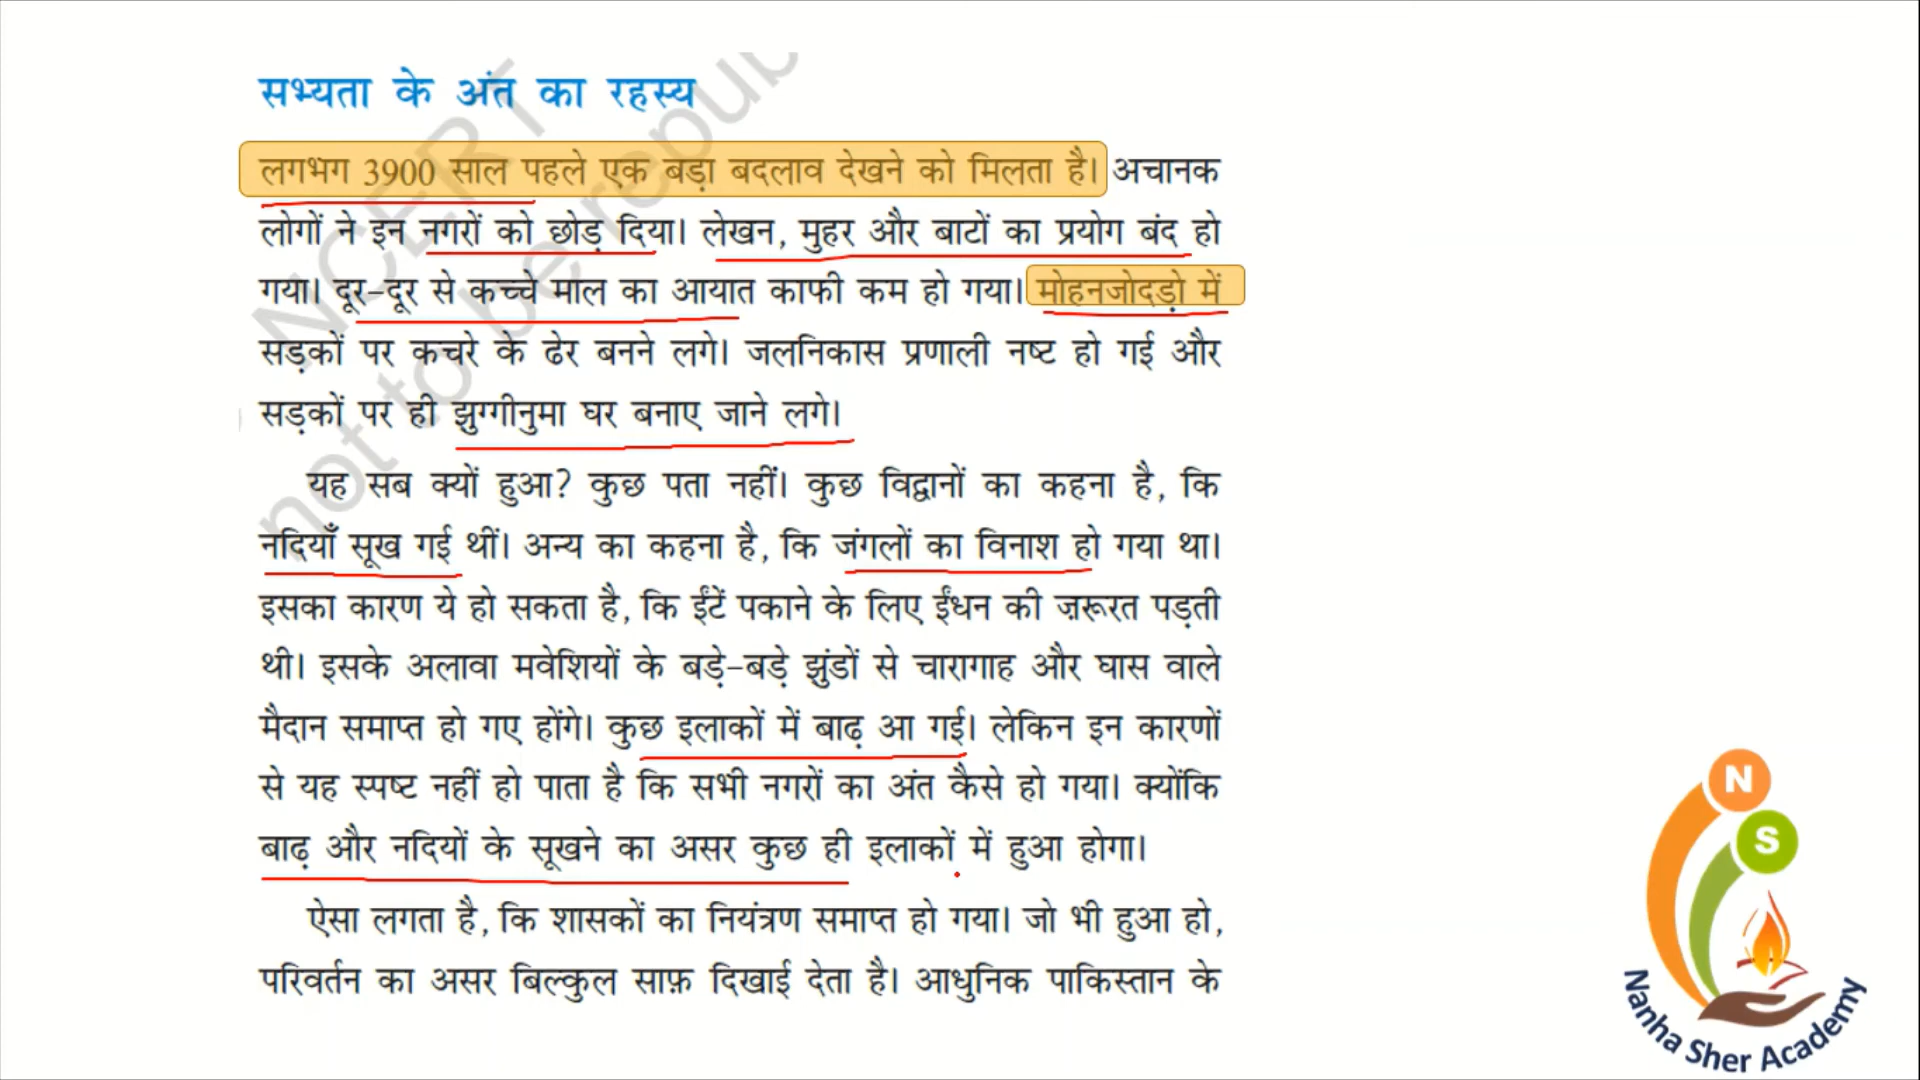 सभ्यता के अंत का रहस्य
लगभग 3900 साल पहले एक बड़ा बदलाव देखने को मिलता है। अचानक
लोगों ने इन नगरों को छोड़ दिया। लेखन, मुहर और बाटों का प्रयोग बंद हो
गया। दूर-दूर से कच्चे माल का आयात काफी कम हो गया। मोहनजोदड़ो में
सड़कों पर कचरे के ढेर बनने लगे। जलनिकास प्रणाली नष्ट हो गई और
सड़कों पर ही झुग्गीनुमा घर बनाए जाने लगे।
यह सब क्यों हुआ? कुछ पता नहीं। कुछ विद्वानों का कहना है, कि
नदियाँ सूख गई थीं। अन्य का कहना है, कि जंगलों का विनाश हो गया था।
इसका कारण ये हो सकता है, कि ईंटें पकाने के लिए ईंधन की ज़रूरत पड़ती
थी। इसके अलावा मवेशियों के बड़े-बड़े झुंडों से चारागाह और घास वाले
मैदान समाप्त हो गए होंगे। कुछ इलाकों में बाढ़ आ गई। लेकिन इन कारणों
से यह स्पष्ट नहीं हो पाता है कि सभी नगरों का अंत कैसे हो गया। क्योंकि
बाढ़ और नदियों के सूखने का असर कुछ ही इलाकों में हुआ होगा।
ऐसा लगता है, कि शासकों का नियंत्रण समाप्त हो गया। जो भी हुआ हो,
परिवर्तन का असर बिल्कुल साफ़ दिखाई देता है। आधुनिक पाकिस्तान के
NCERT
not to be republ
N
S
Nanha Sher Academy